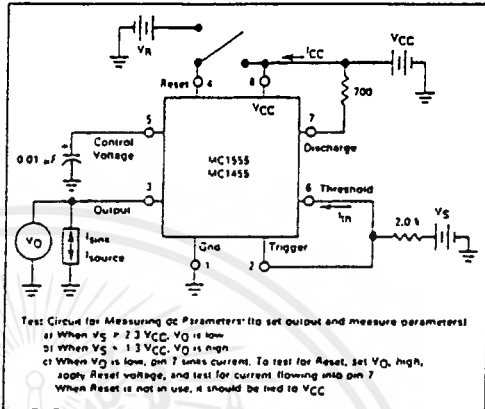 VR
ICC
VCC
Reset 4
8
VCC
700
5
Control
Voltage
0.01 µF
7
Discharge
MC1555
MC1455
3
Output
6 Threshold
Ith
VS
2.0 k
VO
Isink
Isource
Gnd
1
Trigger
2
Test Circuit for Measuring dc Parameters (to set output and measure parameters)
a) When VS 2/3 VCC, VO is low
b) When VS 1/3 VCC, VO is high
c) When VO is low, pin 7 sinks current. To test for Reset, set VO, high,
apply Reset voltage, and test for current flowing into pin 7
When Reset is not in use, it should be tied to VCC